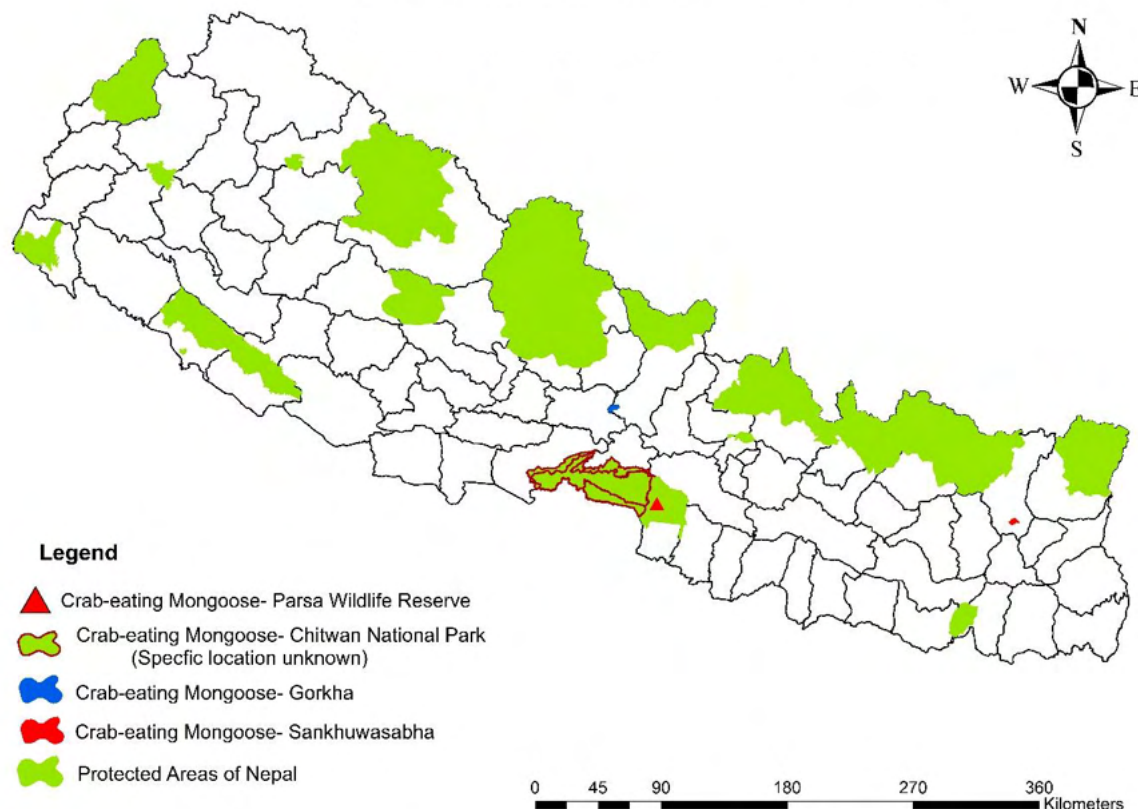 N
W E
S
Legend
Crab-eating Mongoose- Parsa Wildlife Reserve
Crab-eating Mongoose- Chitwan National Park
(Specfic location unknown)
Crab-eating Mongoose- Gorkha
Crab-eating Mongoose- Sankhuwasabha
Protected Areas of Nepal
0 45 90 180 270 360
Kilometers